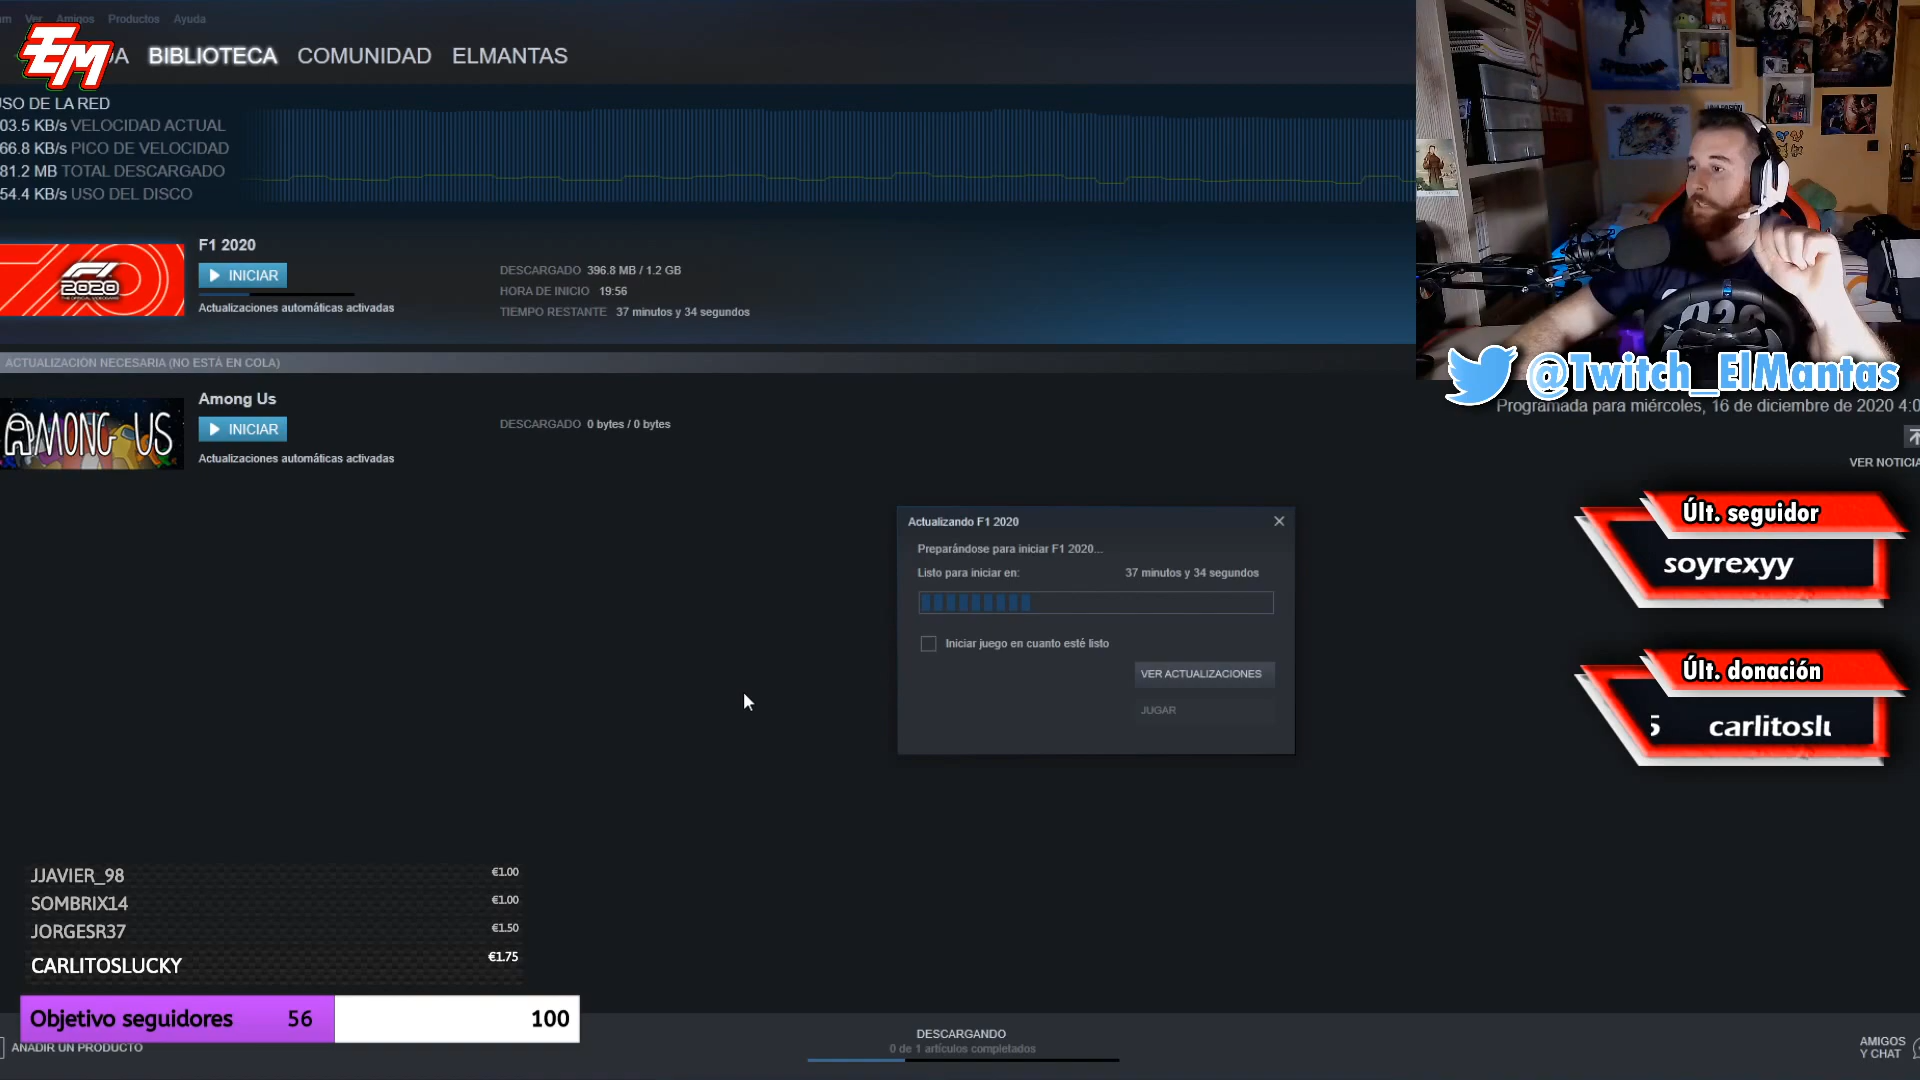 Ver Amigos Productos Ayuda
EM
BIBLIOTECA COMUNIDAD ELMANTAS
USO DE LA RED
03.5 KB/s VELOCIDAD ACTUAL
66.8 KB/s PICO DE VELOCIDAD
81.2 MB TOTAL DESCARGADO
54.4 KB/s USO DEL DISCO
F1 2020
INICIAR
Actualizaciones automáticas activadas
DESCARGADO 396.8 MB / 1.2 GB
HORA DE INICIO 19:56
TIEMPO RESTANTE 37 minutos y 34 segundos
F1 2020
ACTUALIZACIÓN NECESARIA (NO ESTÁ EN COLA)
AMONG US
Among Us
INICIAR
Actualizaciones automáticas activadas
DESCARGADO 0 bytes / 0 bytes
@Twitch_ElMantas
Programada para miércoles, 16 de diciembre de 2020 4:0
VER NOTICIA
Actualizando F1 2020
Preparándose para iniciar F1 2020...
Listo para iniciar en: 37 minutos y 34 segundos
Iniciar juego en cuanto esté listo
VER ACTUALIZACIONES
JUGAR
Últ. seguidor
soyrexyy
Últ. donación
5 carlitoslu
JJAVIER_98 €1.00
SOMBRIX14 €1.00
JORGESR37 €1.50
CARLITOSLUCKY €1.75
Objetivo seguidores 56 100
AÑADIR UN PRODUCTO
DESCARGANDO
0 de 1 artículos completados
AMIGOS
Y CHAT